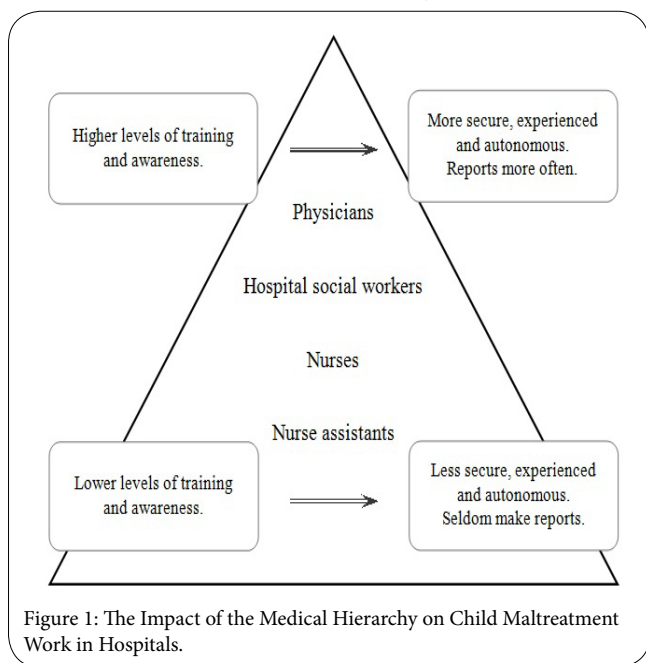 Higher levels of training
and awareness.
More secure, experienced
and autonomous.
Reports more often.
Physicians
Hospital social workers
Nurses
Nurse assistants
Lower levels of training
and awareness.
Less secure, experienced
and autonomous.
Seldom make reports.
Figure 1: The Impact of the Medical Hierarchy on Child Maltreatment
Work in Hospitals.